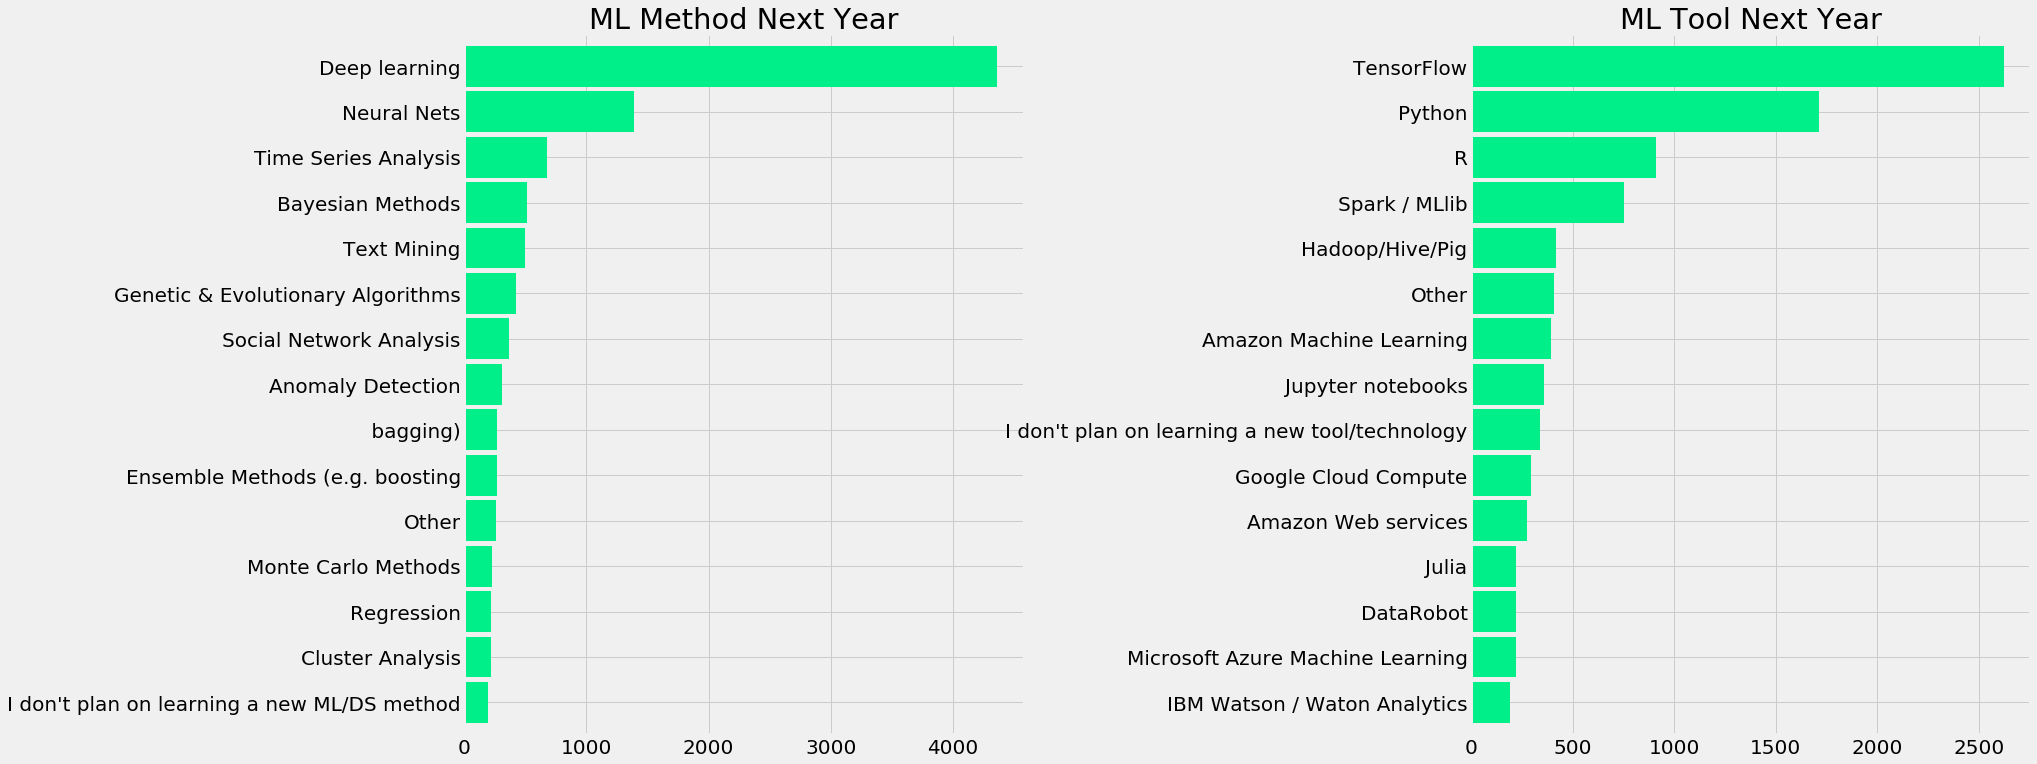 ML Method Next Year
Deep learning
Neural Nets
Time Series Analysis
Bayesian Methods
Text Mining
Genetic & Evolutionary Algorithms
Social Network Analysis
Anomaly Detection
bagging)
Ensemble Methods (e.g. boosting
Other
Monte Carlo Methods
Regression
Cluster Analysis
I don't plan on learning a new ML/DS method
0 1000 2000 3000 4000
ML Tool Next Year
TensorFlow
Python
R
Spark / MLlib
Hadoop/Hive/Pig
Other
Amazon Machine Learning
Jupyter notebooks
I don't plan on learning a new tool/technology
Google Cloud Compute
Amazon Web services
Julia
DataRobot
Microsoft Azure Machine Learning
IBM Watson / Waton Analytics
0 500 1000 1500 2000 2500